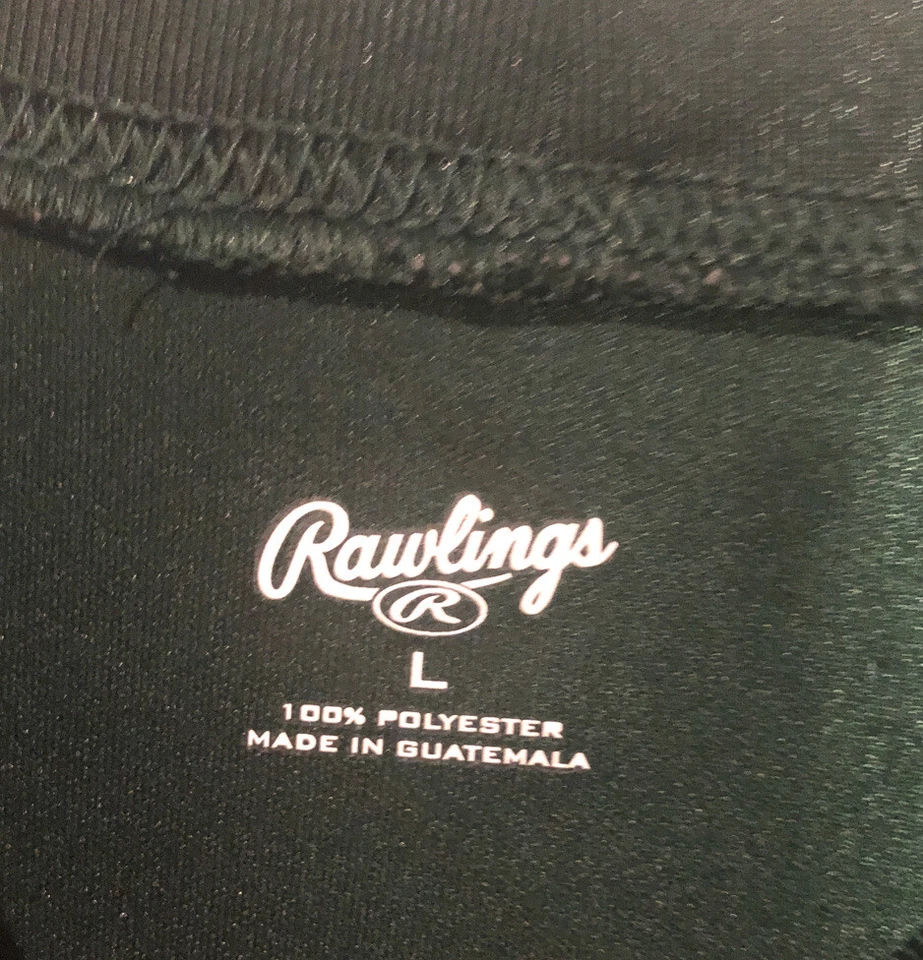 Rawlings
R
L
100% POLYESTER
MADE IN GUATEMALA